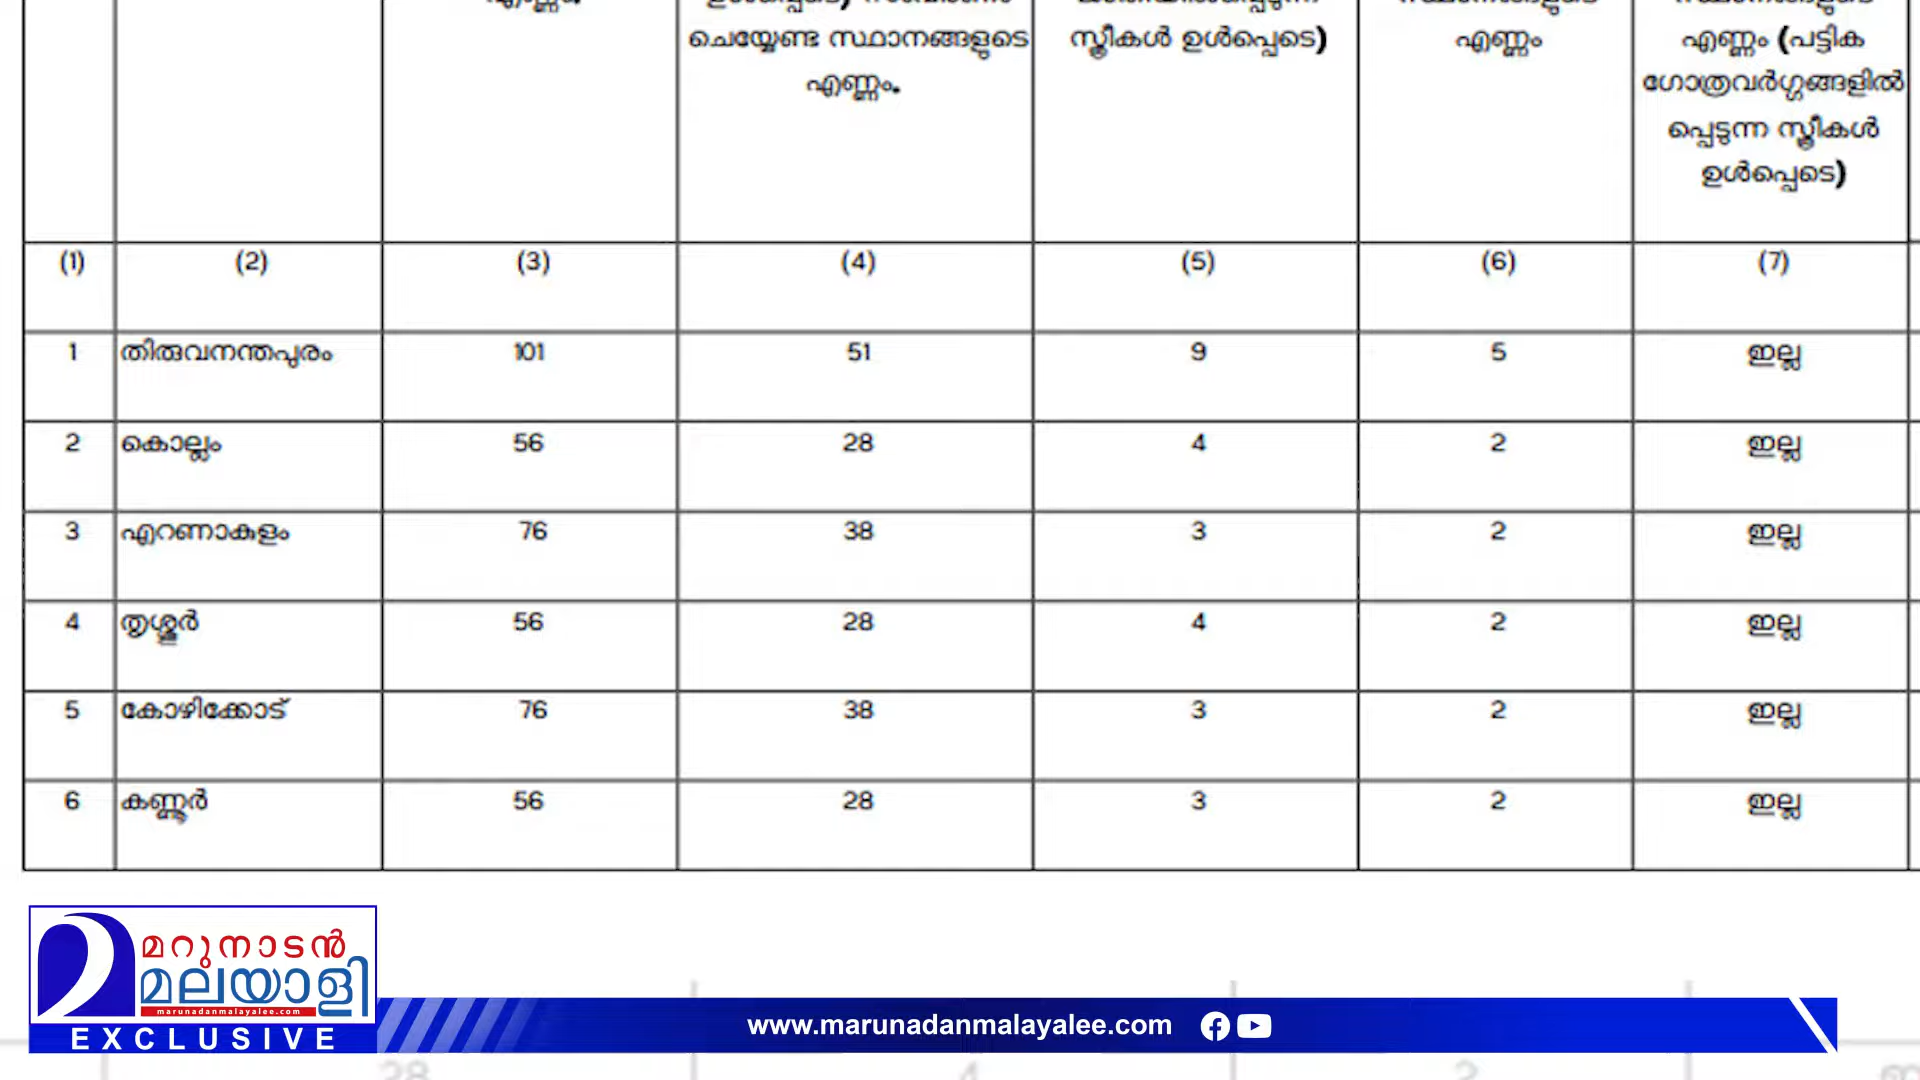 ചെയ്യേണ്ട സ്ഥാനങ്ങളുടെ
എണ്ണം.
സ്ത്രീകൾ ഉൾപ്പെടെ)
എണ്ണം
എണ്ണം (പട്ടിക
ഗോത്രവർഗ്ഗങ്ങളിൽ
പ്പെടുന്ന സ്ത്രീകൾ
ഉൾപ്പെടെ)
(1) (2) (3) (4) (5) (6) (7)
1 തിരുവനന്തപുരം 101 51 9 5 ഇല്ല
2 കൊല്ലം 56 28 4 2 ഇല്ല
3 എറണാകുളം 76 38 3 2 ഇല്ല
4 തൃശ്ശൂർ 56 28 4 2 ഇല്ല
5 കോഴിക്കോട് 76 38 3 2 ഇല്ല
6 കണ്ണൂർ 56 28 3 2 ഇല്ല
മറുനാടൻ
മലയാളി
marunadanmalayalee.com
EXCLUSIVE
www.marunadanmalayalee.com